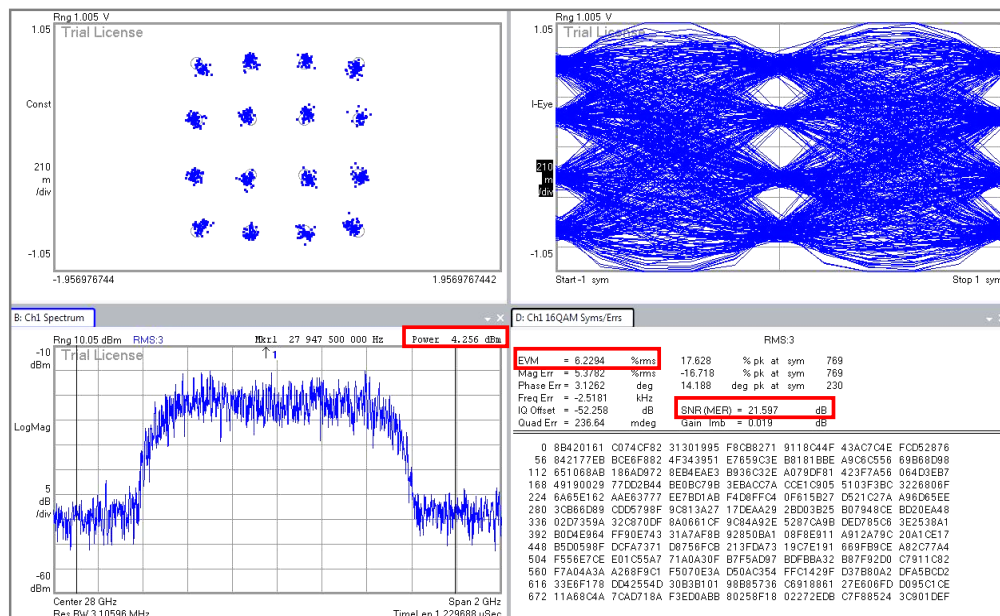 Rng 1.005 V
1.05
Trial License
Const
210
m
/div
-1.05
-1.956976744
1.9569767442
Rng 1.005 V
1.05
Trial License
I-Eye
210
m
/div
-1.05
Start -1 sym
Stop 1 sym
B: Ch1 Spectrum
Rng 10.05 dBm RMS:3 Mkr1 27 947 500 000 Hz Power 4.256 dBm
-10
dBm
Trial License
1
LogMag
5
dB
/div
-60
dBm
Center 28 GHz
Span 2 GHz
Res BW 3.10596 MHz
TimeLen 1.229688 uSec
D: Ch1 16QAM Syms/Errs
RMS:3
EVM = 6.2294 %rms 17.628 % pk at sym 769
Mag Err = 5.3782 %rms -16.718 % pk at sym 769
Phase Err = 3.1262 deg 14.188 deg pk at sym 230
Freq Err = -2.5181 kHz
IQ Offset = -52.258 dB SNR(MER) = 21.597 dB
Quad Err = 236.64 mdeg Gain Imb = 0.019 dB
0 8B420161 C074CF82 31301995 F8CB8271 9118C44F 43AC7C4E FCD52876
56 842177EB BCE6F882 4F343951 E7659C3E B8181BBE A9C6C556 69B68D98
112 651068AB 186AD972 8EB4EAE3 B936C32E A079DF81 423F7A56 064D3EB7
168 49190029 77DD2B44 BE0BC79B 3EBACC7A CCE1C905 5103F3BC 3226806F
224 6A65E162 AAE63777 EE7BD1AB F4D8FFC4 0F615B27 D521C27A A96D65EE
280 3CB66D89 CDD5798F 9C813A27 17DEAA29 2BD03B25 B07948CE BD20EA48
336 02D7359A 32C870DF 8A0661CF 9C84A92E 5287CA9B DED785C6 3E2538A1
392 B0D4E964 FF90E743 31A7AF8B 92850BA1 08F8E911 A912A79C 20A1CE17
448 B5D0598F DCFA7371 D8756FCB 213FDA73 19C7E191 669FB9CE A82C77A4
504 F556E7CE E01C55A7 71A0A30F B7F5AD97 BDFBBA32 B87F92D0 C7911C82
560 F7A04A3A A268F9C1 F5070E3A D50AC354 FFC1429F D37B80A2 DFA5BCD2
616 33E6F178 DD42554D 30B3B101 98B85736 C6918861 27E606FD D095C1CE
672 11A68C4A 7CAD718A F3ED0ABB 80258F18 02272EDB C7F88524 3C901DEF